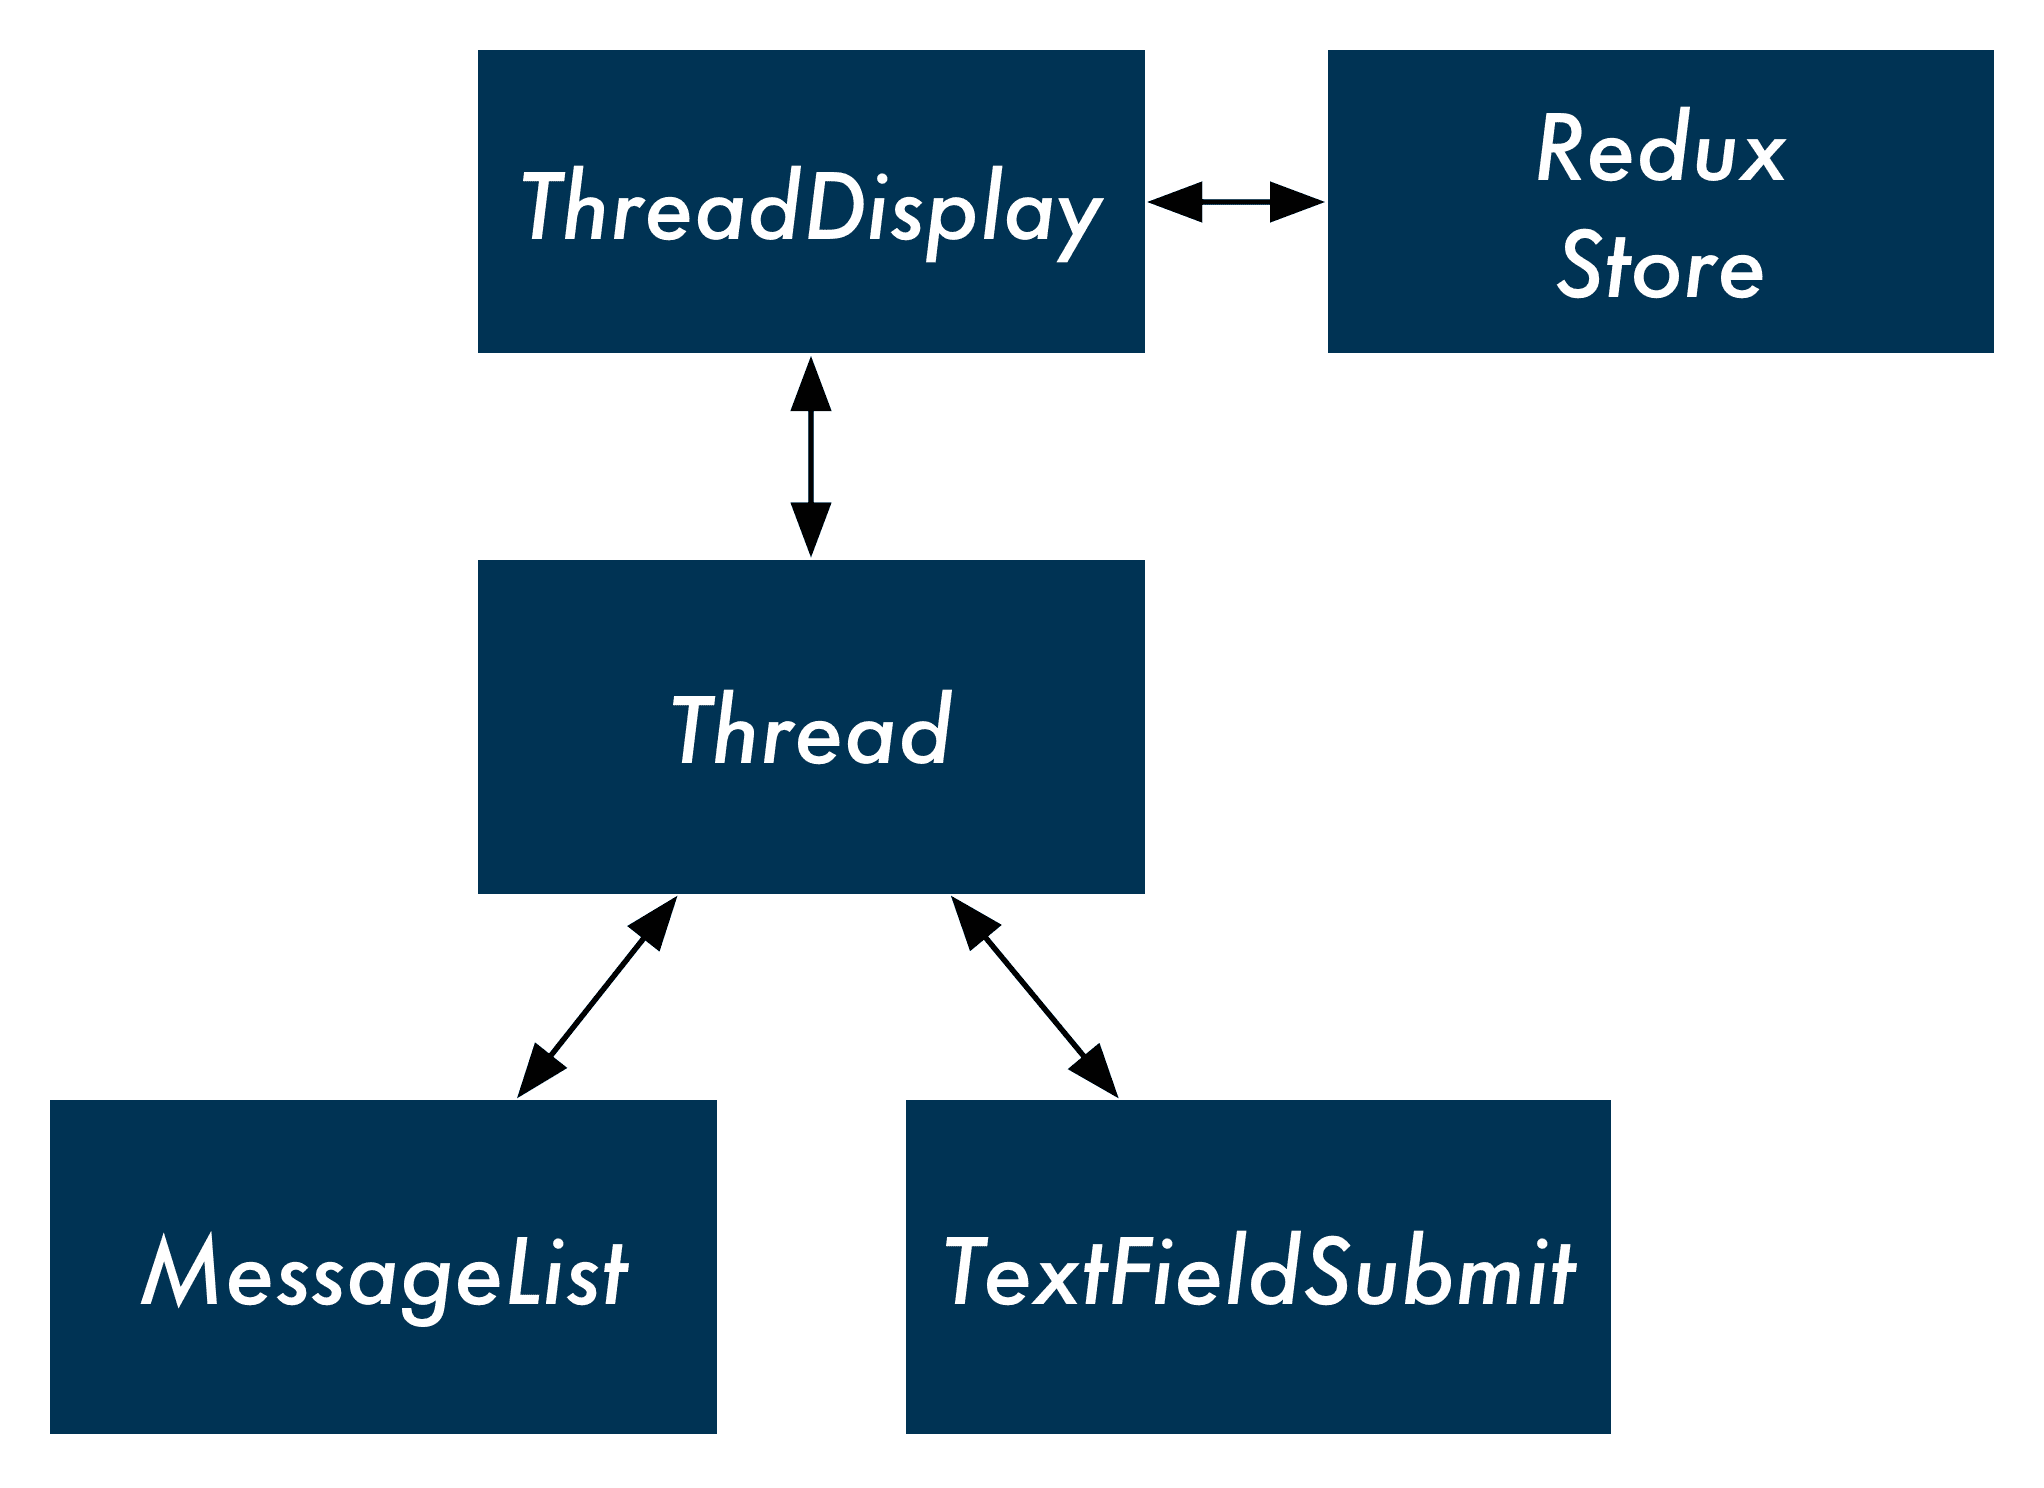 ThreadDisplay
Redux
Store
Thread
MessageList
TextFieldSubmit